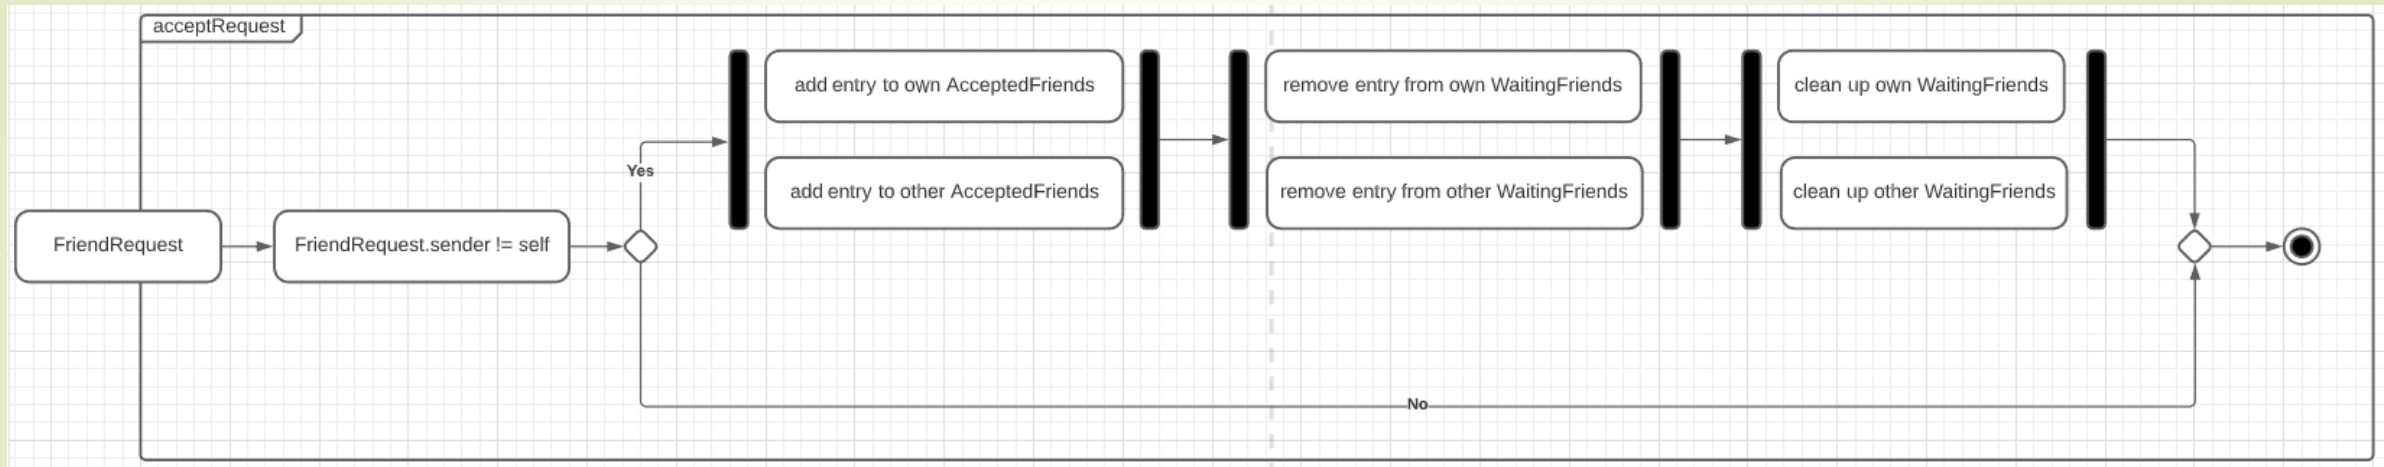 acceptRequest
FriendRequest
FriendRequest.sender != self
Yes
add entry to own AcceptedFriends
add entry to other AcceptedFriends
remove entry from own WaitingFriends
remove entry from other WaitingFriends
clean up own WaitingFriends
clean up other WaitingFriends
No